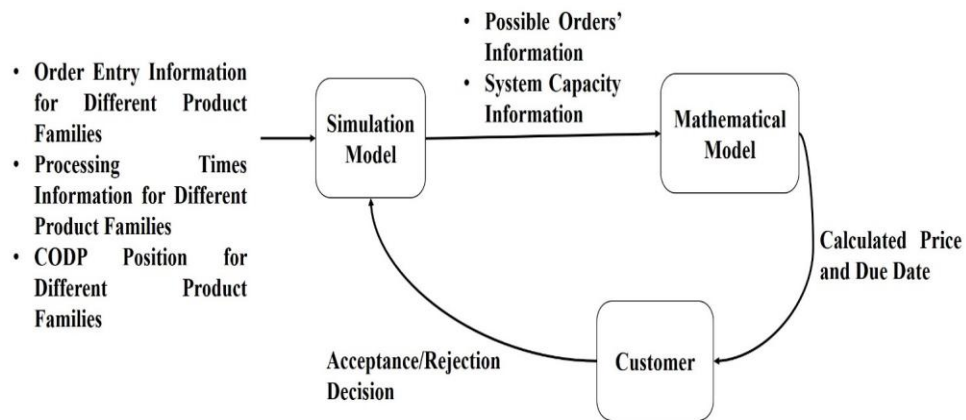 • Order Entry Information
for Different Product
Families
• Processing Times
Information for Different
Product Families
• CODP Position for
Different Product
Families
Simulation
Model
• Possible Orders'
Information
• System Capacity
Information
Mathematical
Model
Calculated Price
and Due Date
Customer
Acceptance/Rejection
Decision